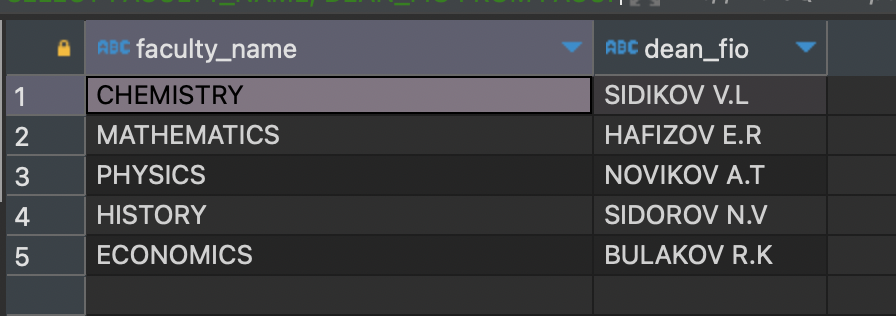 ABC faculty_name ABC dean_fio
1 CHEMISTRY SIDIKOV V.L
2 MATHEMATICS HAFIZOV E.R
3 PHYSICS NOVIKOV A.T
4 HISTORY SIDOROV N.V
5 ECONOMICS BULAKOV R.K